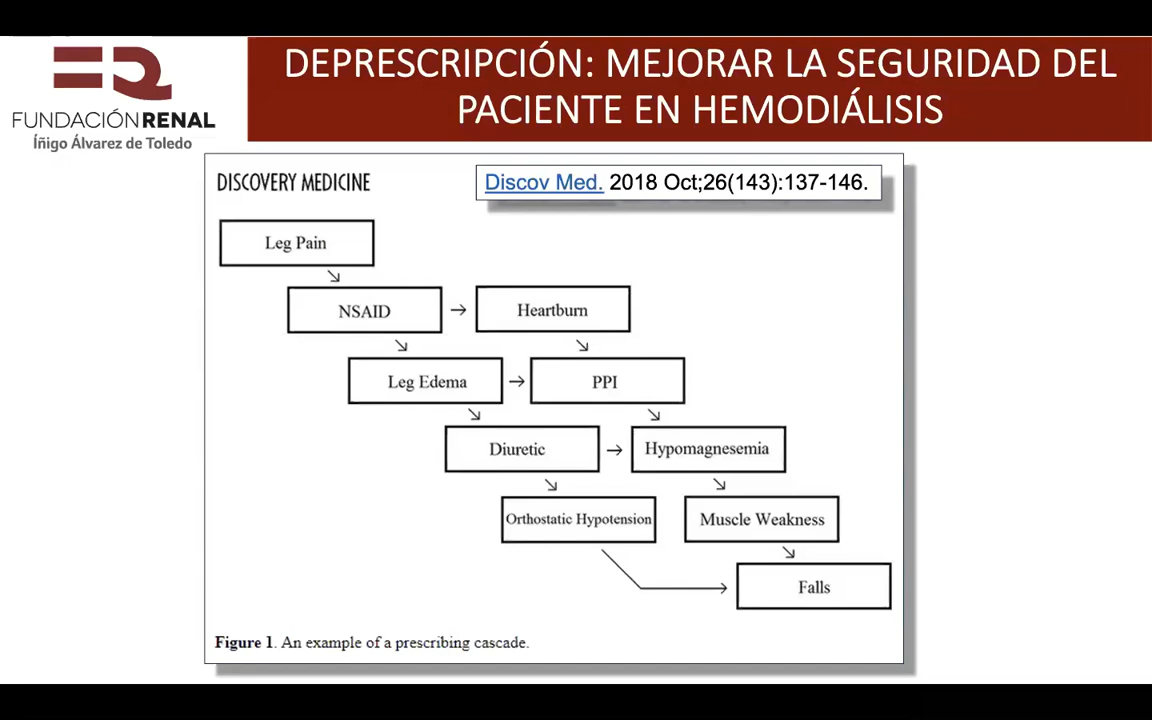 DEPRESCRIPCIÓN: MEJORAR LA SEGURIDAD DEL
PACIENTE EN HEMODIÁLISIS
FUNDACIÓNRENAL
Íñigo Álvarez de Toledo
DISCOVERY MEDICINE
Discov Med. 2018 Oct;26(143):137-146.
Leg Pain
NSAID
Heartburn
Leg Edema
PPI
Diuretic
Hypomagnesemia
Orthostatic Hypotension
Muscle Weakness
Falls
Figure 1. An example of a prescribing cascade.